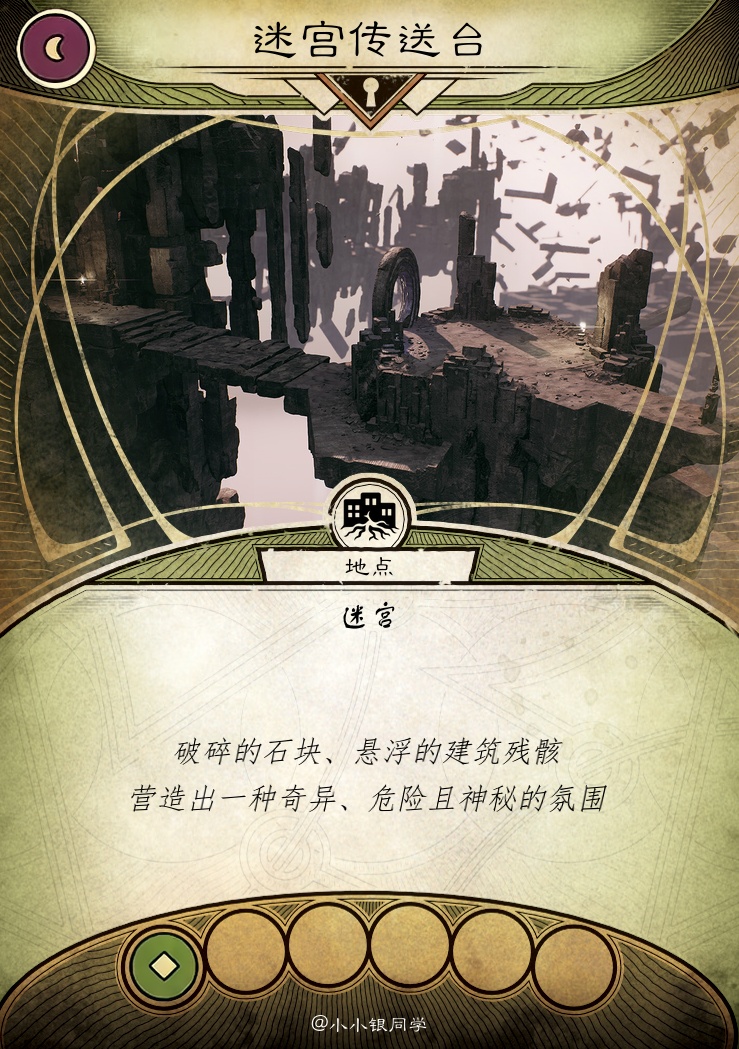 迷宫传送台
地点
迷宫
破碎的石块、悬浮的建筑残骸
营造出一种奇异、危险且神秘的氛围
@小小银同学